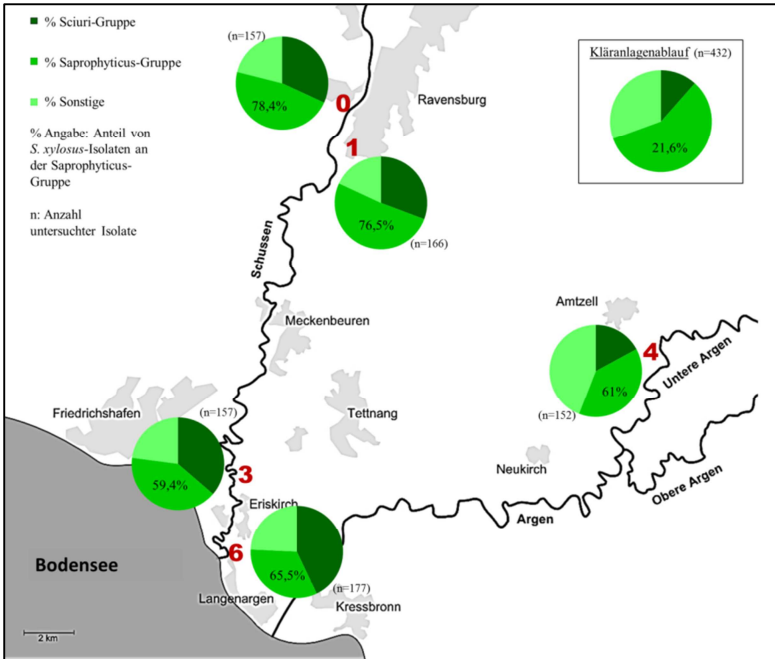 % Sciuri-Gruppe
% Saprophyticus-Gruppe
% Sonstige
% Angabe: Anteil von
S. xylosus-Isolaten an
der Saprophyticus-
Gruppe
n: Anzahl
untersuchter Isolate
(n=157)
78,4%
0
Ravensburg
1
76,5%
(n=166)
Kläranlagenablauf (n=432)
21,6%
Schussen
Meckenbeuren
Amtzell
4
61%
(n=152)
Untere Argen
Friedrichshafen
(n=157)
Tettnang
59,4%
3
Neukirch
Obere Argen
Eriskirch
Argen
Bodensee
6
65,5%
(n=177)
Langenargen
Kressbronn
2 km